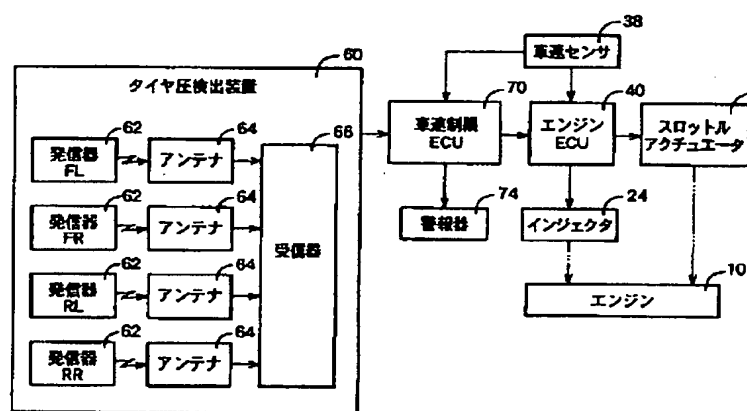 38
車速センサ
60
タイヤ圧検出装置
70
車速制限
ECU
40
エンジン
ECU
スロットル
アクチュエータ
62
発信器
FL
64
アンテナ
66
受信器
62
発信器
FR
64
アンテナ
74
警報器
24
インジェクタ
62
発信器
RL
64
アンテナ
10
エンジン
62
発信器
RR
64
アンテナ